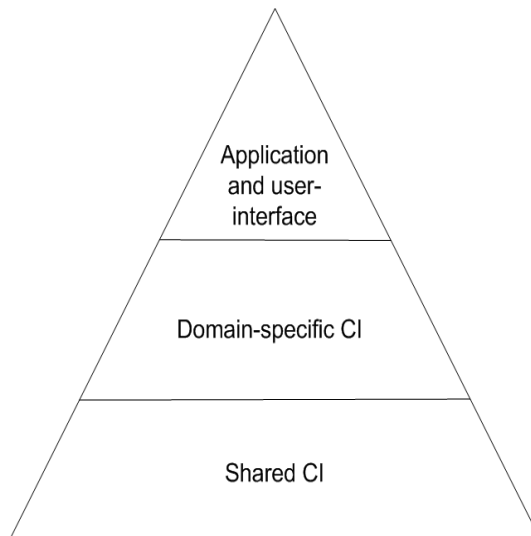 Application
and user-
interface
Domain-specific CI
Shared CI